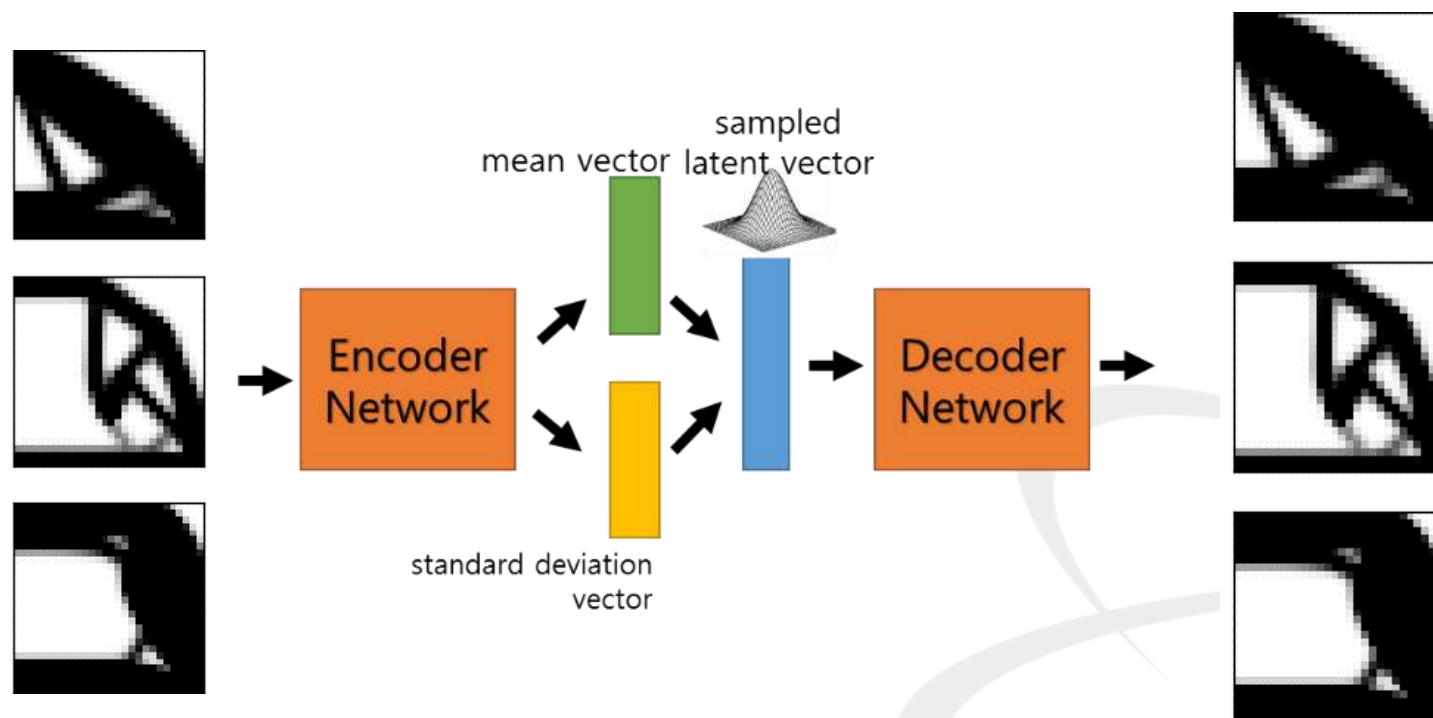 mean vector
sampled
latent vector
Encoder
Network
Decoder
Network
standard deviation
vector